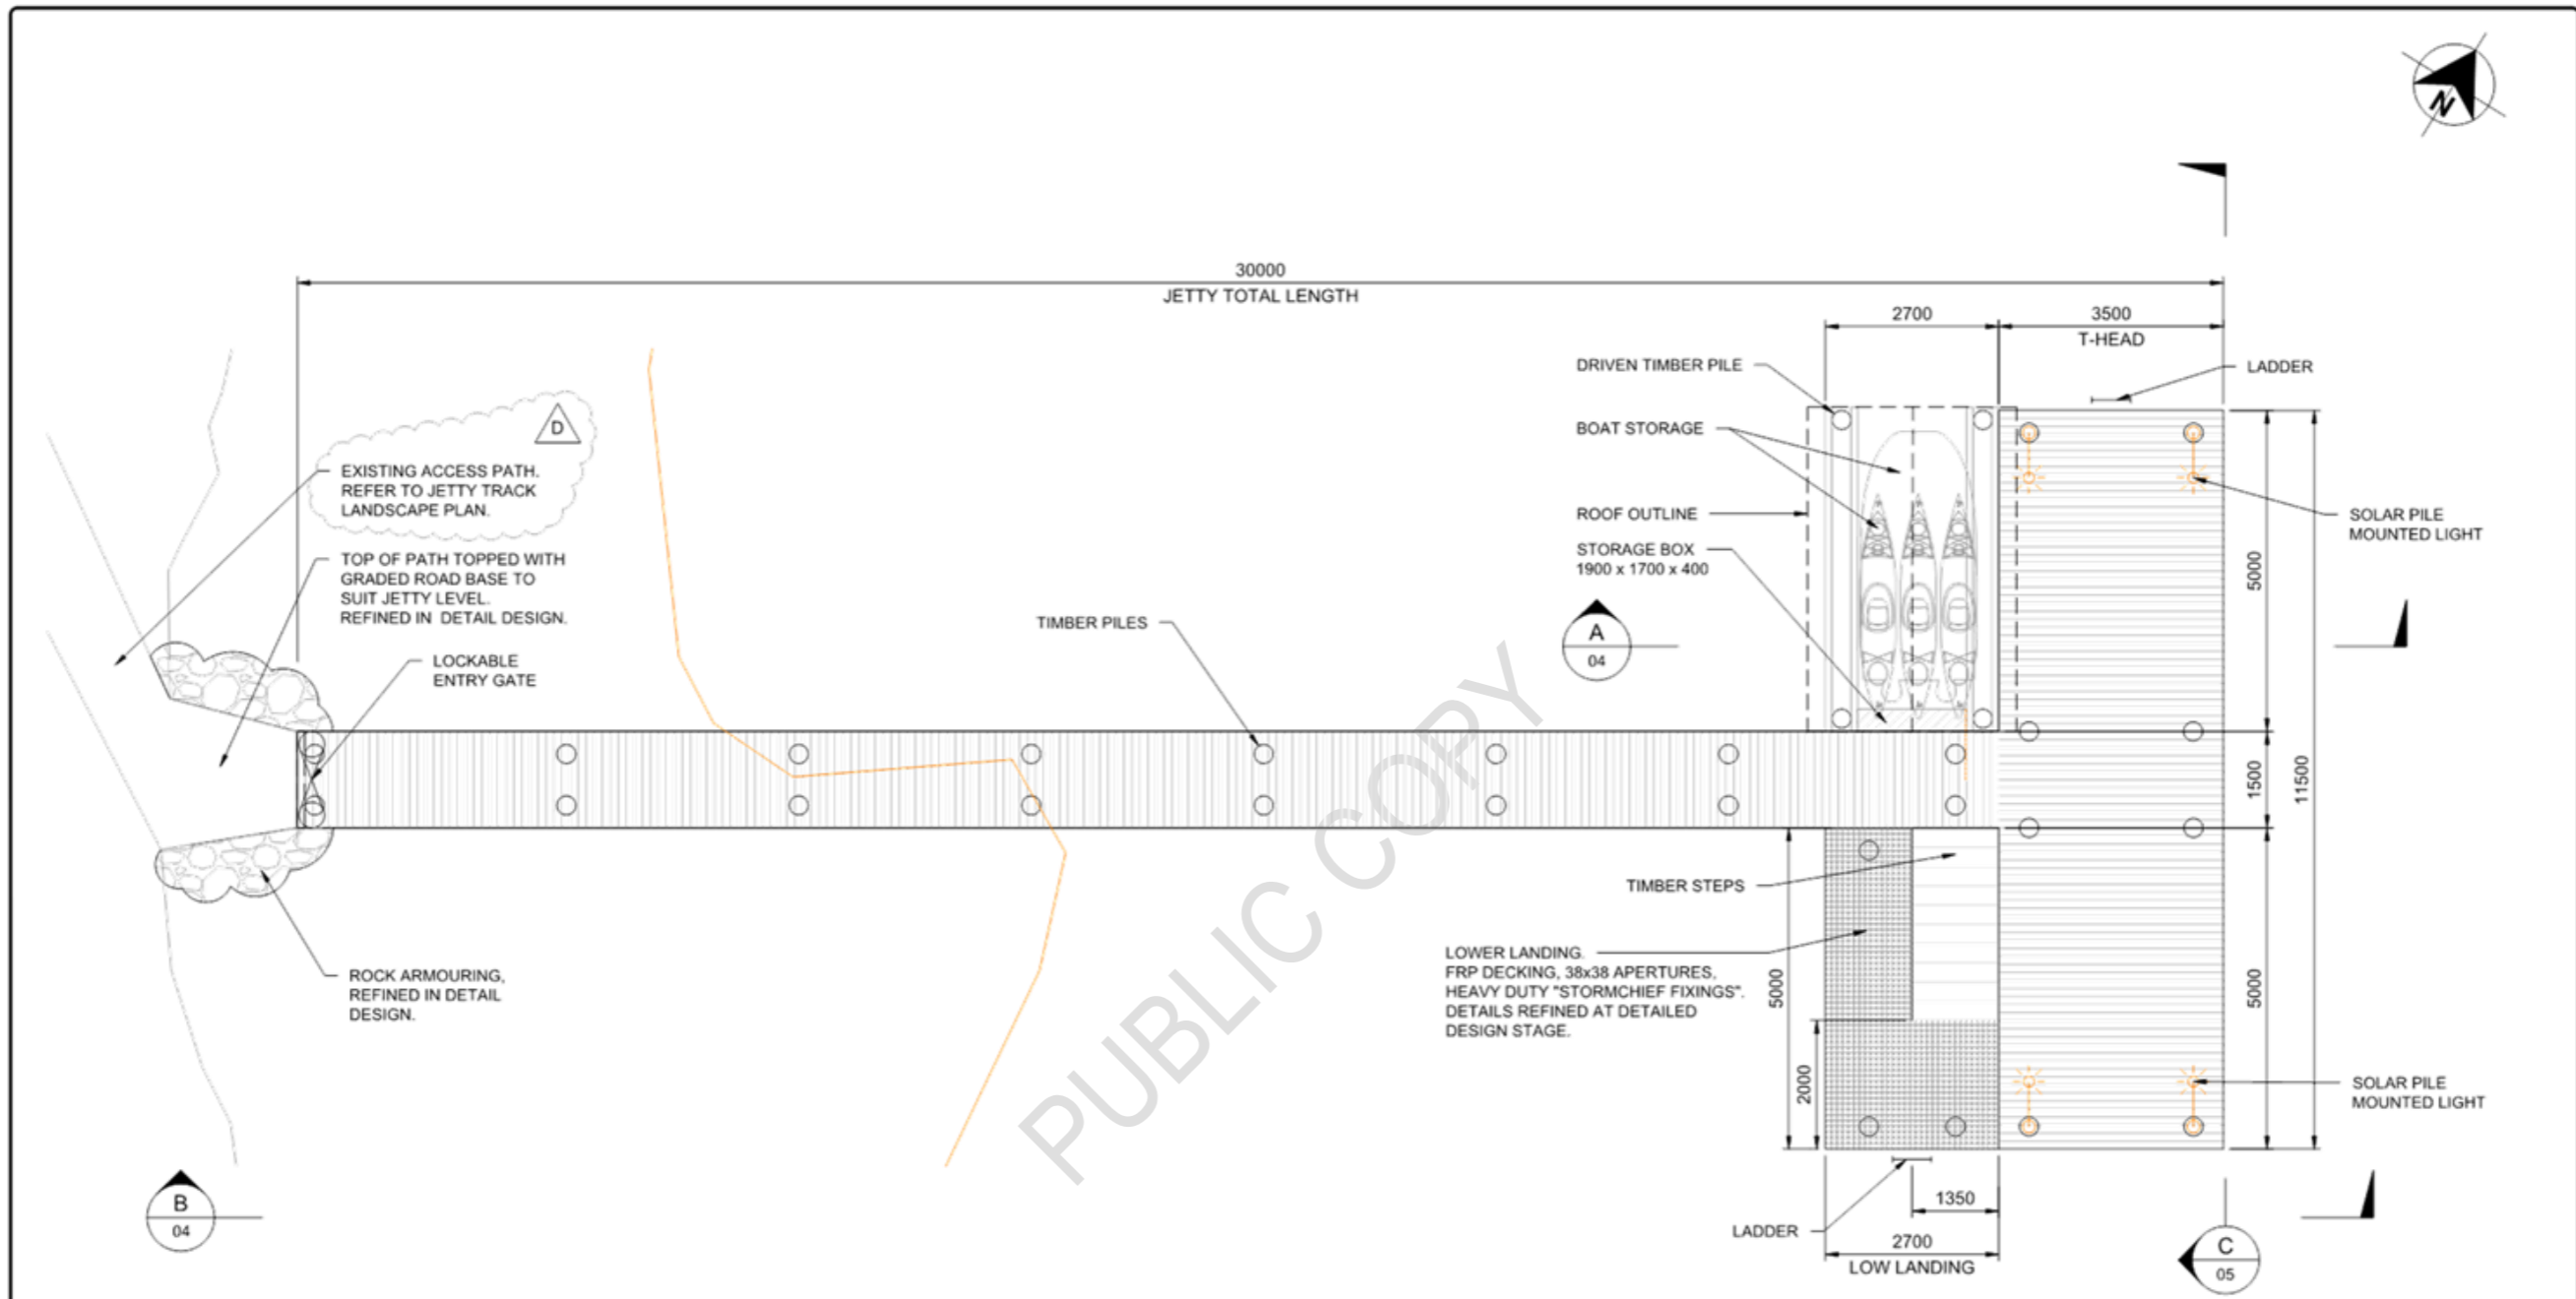 N
30000
JETTY TOTAL LENGTH
2700
3500
T-HEAD
DRIVEN TIMBER PILE
LADDER
BOAT STORAGE
D
EXISTING ACCESS PATH.
REFER TO JETTY TRACK
LANDSCAPE PLAN.
ROOF OUTLINE
SOLAR PILE
MOUNTED LIGHT
STORAGE BOX
1900 x 1700 x 400
TOP OF PATH TOPPED WITH
GRADED ROAD BASE TO
SUIT JETTY LEVEL.
REFINED IN DETAIL DESIGN.
5000
TIMBER PILES
A
04
LOCKABLE
ENTRY GATE
1500
11500
PUBLIC COPY
TIMBER STEPS
LOWER LANDING.
FRP DECKING, 38x38 APERTURES,
HEAVY DUTY "STORMCHIEF FIXINGS".
DETAILS REFINED AT DETAILED
DESIGN STAGE.
5000
5000
ROCK ARMOURING,
REFINED IN DETAIL
DESIGN.
2000
SOLAR PILE
MOUNTED LIGHT
B
04
1350
LADDER
2700
LOW LANDING
C
05